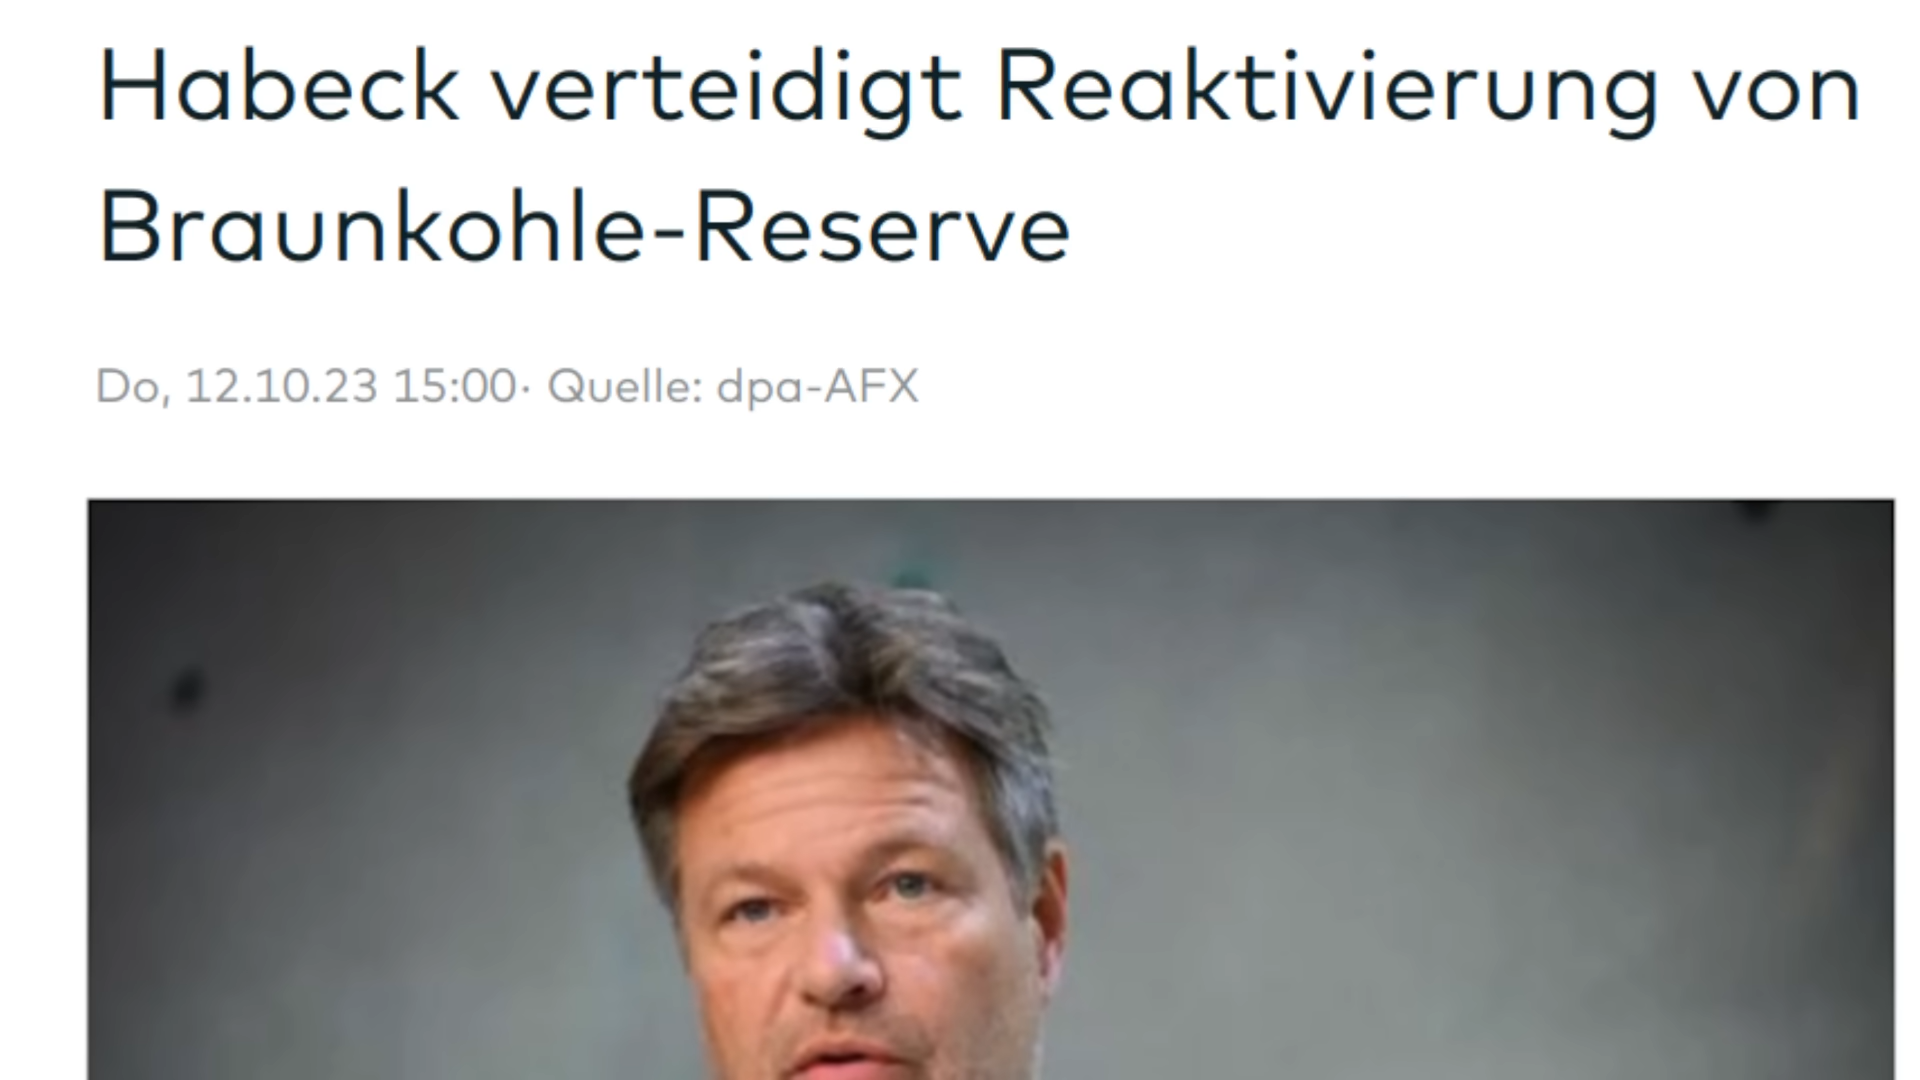 Habeck verteidigt Reaktivierung von
Braunkohle-Reserve
Do, 12.10.23 15:00· Quelle: dpa-AFX